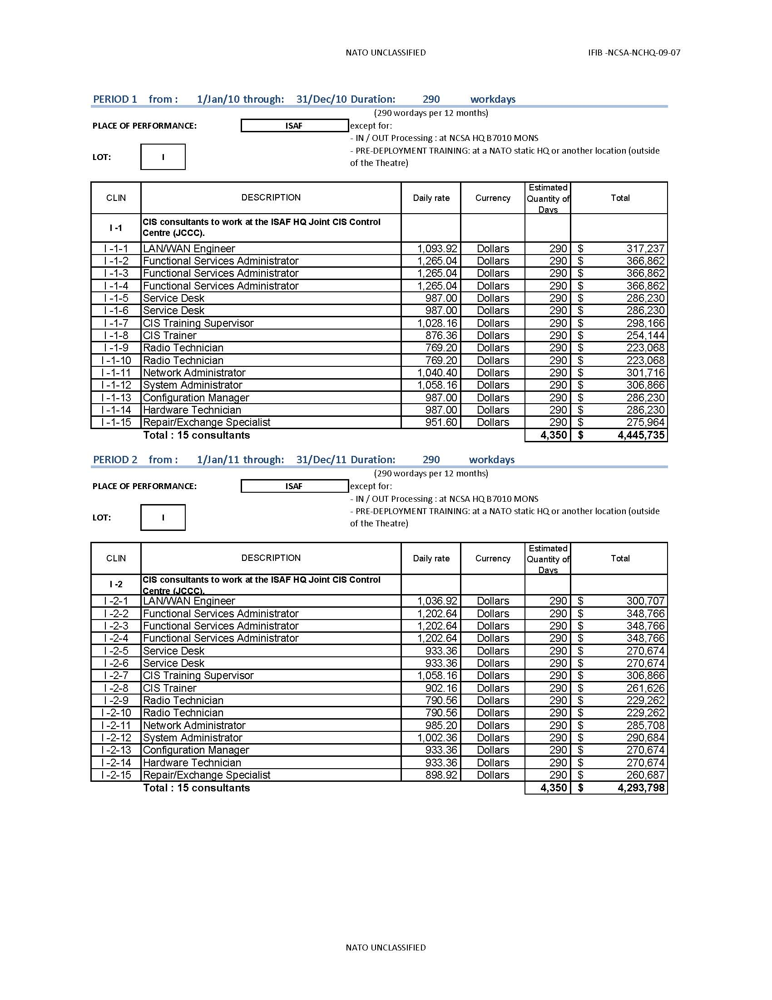 NATO UNCLASSIFIED IFIB -NCSA-NCHQ-09-07
PERIOD 1 from : 1/Jan/10 through: 31/Dec/10 Duration: 290 workdays
(290 wordays per 12 months)
PLACE OF PERFORMANCE: ISAF except for:
- IN / OUT Processing : at NCSA HQ B7010 MONS
- PRE-DEPLOYMENT TRAINING: at a NATO static HQ or another location (outside
LOT: I
of the Theatre)
CLIN DESCRIPTION Daily rate Currency Estimated Quantity of Days Total
I -1 CIS consultants to work at the ISAF HQ Joint CIS Control
Centre (JCCC).
I -1-1 LAN/WAN Engineer 1,093.92 Dollars 290 $ 317,237
I -1-2 Functional Services Administrator 1,265.04 Dollars 290 $ 366,862
I -1-3 Functional Services Administrator 1,265.04 Dollars 290 $ 366,862
I -1-4 Functional Services Administrator 1,265.04 Dollars 290 $ 366,862
I -1-5 Service Desk 987.00 Dollars 290 $ 286,230
I -1-6 Service Desk 987.00 Dollars 290 $ 286,230
I -1-7 CIS Training Supervisor 1,028.16 Dollars 290 $ 298,166
I -1-8 CIS Trainer 876.36 Dollars 290 $ 254,144
I -1-9 Radio Technician 769.20 Dollars 290 $ 223,068
I -1-10 Radio Technician 769.20 Dollars 290 $ 223,068
I -1-11 Network Administrator 1,040.40 Dollars 290 $ 301,716
I -1-12 System Administrator 1,058.16 Dollars 290 $ 306,866
I -1-13 Configuration Manager 987.00 Dollars 290 $ 286,230
I -1-14 Hardware Technician 987.00 Dollars 290 $ 286,230
I -1-15 Repair/Exchange Specialist 951.60 Dollars 290 $ 275,964
Total : 15 consultants 4,350 $ 4,445,735
PERIOD 2 from : 1/Jan/11 through: 31/Dec/11 Duration: 290 workdays
(290 wordays per 12 months)
PLACE OF PERFORMANCE: ISAF except for:
- IN / OUT Processing : at NCSA HQ B7010 MONS
- PRE-DEPLOYMENT TRAINING: at a NATO static HQ or another location (outside
LOT: I
of the Theatre)
CLIN DESCRIPTION Daily rate Currency Estimated Quantity of Days Total
I -2 CIS consultants to work at the ISAF HQ Joint CIS Control
Centre (JCCC).
I -2-1 LAN/WAN Engineer 1,036.92 Dollars 290 $ 300,707
I -2-2 Functional Services Administrator 1,202.64 Dollars 290 $ 348,766
I -2-3 Functional Services Administrator 1,202.64 Dollars 290 $ 348,766
I -2-4 Functional Services Administrator 1,202.64 Dollars 290 $ 348,766
I -2-5 Service Desk 933.36 Dollars 290 $ 270,674
I -2-6 Service Desk 933.36 Dollars 290 $ 270,674
I -2-7 CIS Training Supervisor 1,058.16 Dollars 290 $ 306,866
I -2-8 CIS Trainer 902.16 Dollars 290 $ 261,626
I -2-9 Radio Technician 790.56 Dollars 290 $ 229,262
I -2-10 Radio Technician 790.56 Dollars 290 $ 229,262
I -2-11 Network Administrator 985.20 Dollars 290 $ 285,708
I -2-12 System Administrator 1,002.36 Dollars 290 $ 290,684
I -2-13 Configuration Manager 933.36 Dollars 290 $ 270,674
I -2-14 Hardware Technician 933.36 Dollars 290 $ 270,674
I -2-15 Repair/Exchange Specialist 898.92 Dollars 290 $ 260,687
Total : 15 consultants 4,350 $ 4,293,798
NATO UNCLASSIFIED